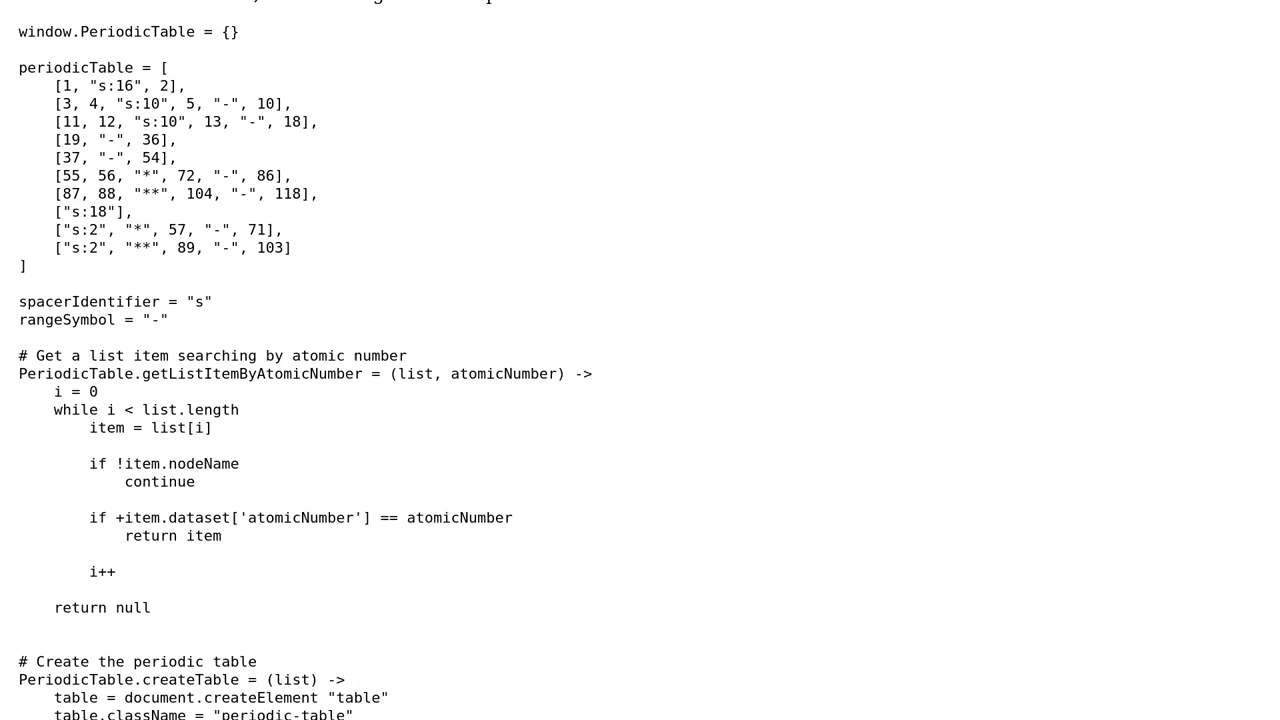 window.PeriodicTable = {}
periodicTable = [
    [1, "s:16", 2],
    [3, 4, "s:10", 5, "-", 10],
    [11, 12, "s:10", 13, "-", 18],
    [19, "-", 36],
    [37, "-", 54],
    [55, 56, "*", 72, "-", 86],
    [87, 88, "**", 104, "-", 118],
    ["s:18"],
    ["s:2", "*", 57, "-", 71],
    ["s:2", "**", 89, "-", 103]
]
spacerIdentifier = "s"
rangeSymbol = "-"
# Get a list item searching by atomic number
PeriodicTable.getListItemByAtomicNumber = (list, atomicNumber) ->
    i = 0
    while i < list.length
        item = list[i]
        if !item.nodeName
            continue
        if +item.dataset['atomicNumber'] == atomicNumber
            return item
        i++
    return null
# Create the periodic table
PeriodicTable.createTable = (list) ->
    table = document.createElement "table"
    table.className = "periodic-table"